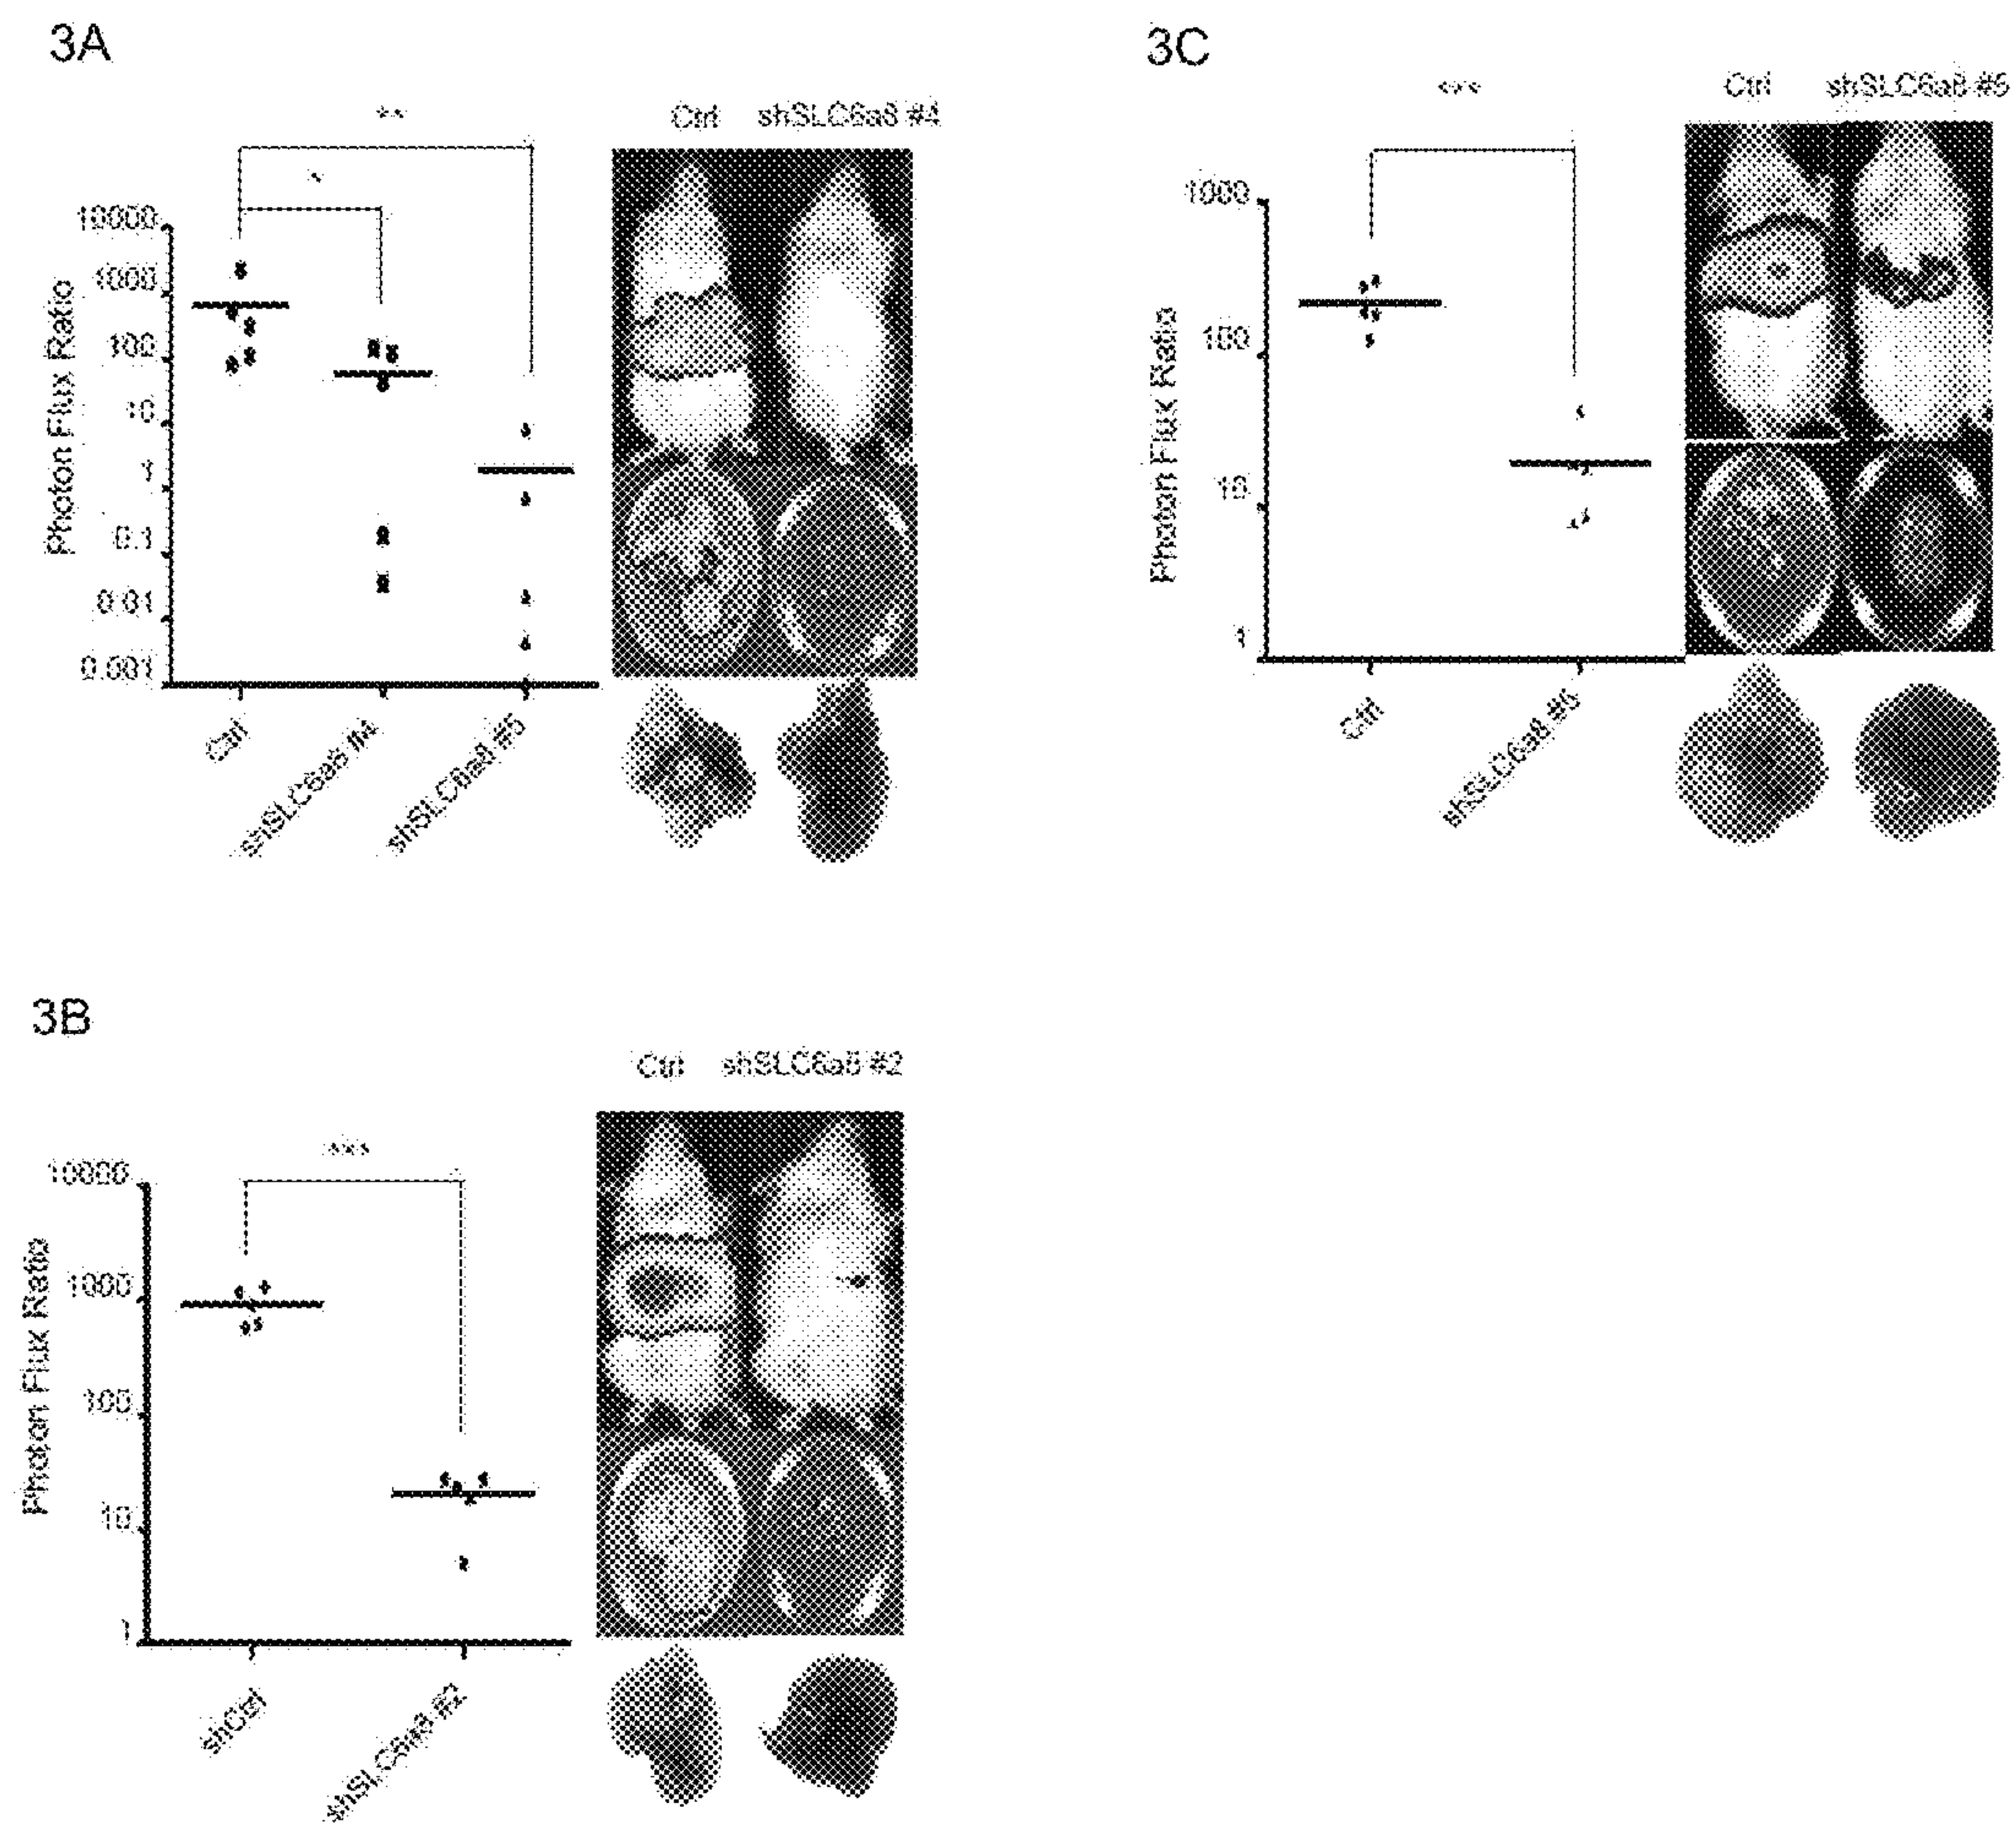 3A
**
*
Ctrl shSLC6a8 #4
Photon Flux Ratio
10000
1000
100
10
1
0.1
0.01
0.001
Ctrl
shSLC6a8 #4
shSLC6a8 #5
3C
***
Ctrl shSLC6a8 #5
Photon Flux Ratio
1000
100
10
1
Ctrl
shSLC6a8 #5
3B
***
Ctrl shSLC6a8 #2
Photon Flux Ratio
10000
1000
100
10
1
shCtrl
shSLC6a8 #2